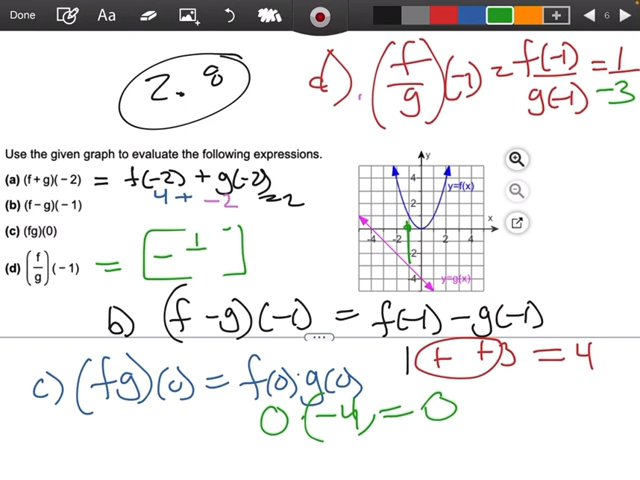 Done
Aa
6
2. 8
d). (f/g)(-1) = f(-1)/g(-1) = 1/-3
Use the given graph to evaluate the following expressions.
(a) (f + g)( - 2) = f(-2) + g(-2)
4 + -2 = 2
(b) (f - g)( - 1)
(c) (fg)(0)
(d) (f/g)( - 1) = [ - 1
y
x
y=f(x)
y=g(x)
-4 -2 2 4
4
2
-2
-4
b) (f - g)(-1) = f(-1) - g(-1)
1 + +3 = 4
c) (fg)(0) = f(0)·g(0)
0 (-4) = 0